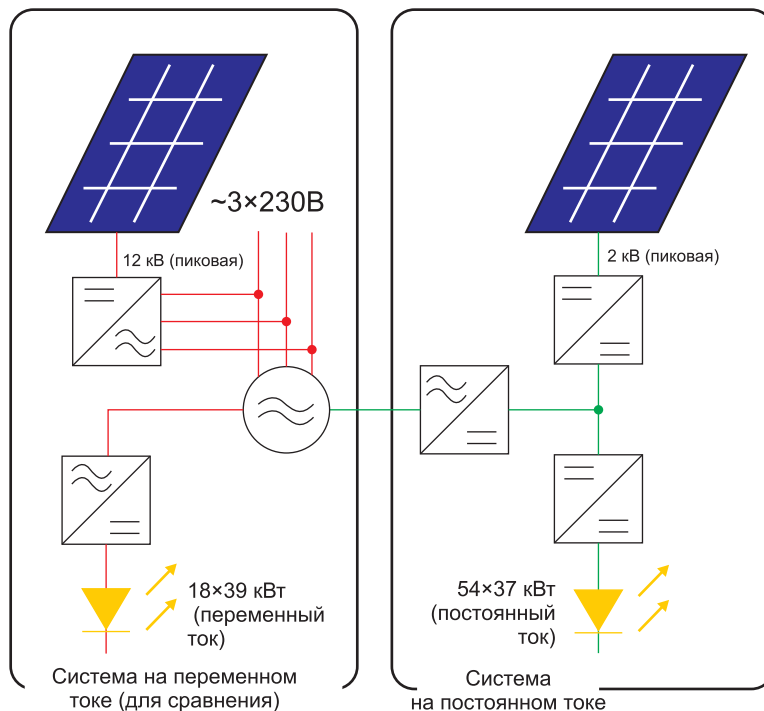 ~3×230В
12 кВ (пиковая)
2 кВ (пиковая)
18×39 кВт
(переменный
ток)
54×37 кВт
(постоянный
ток)
Система на переменном
токе (для сравнения)
Система
на постоянном токе